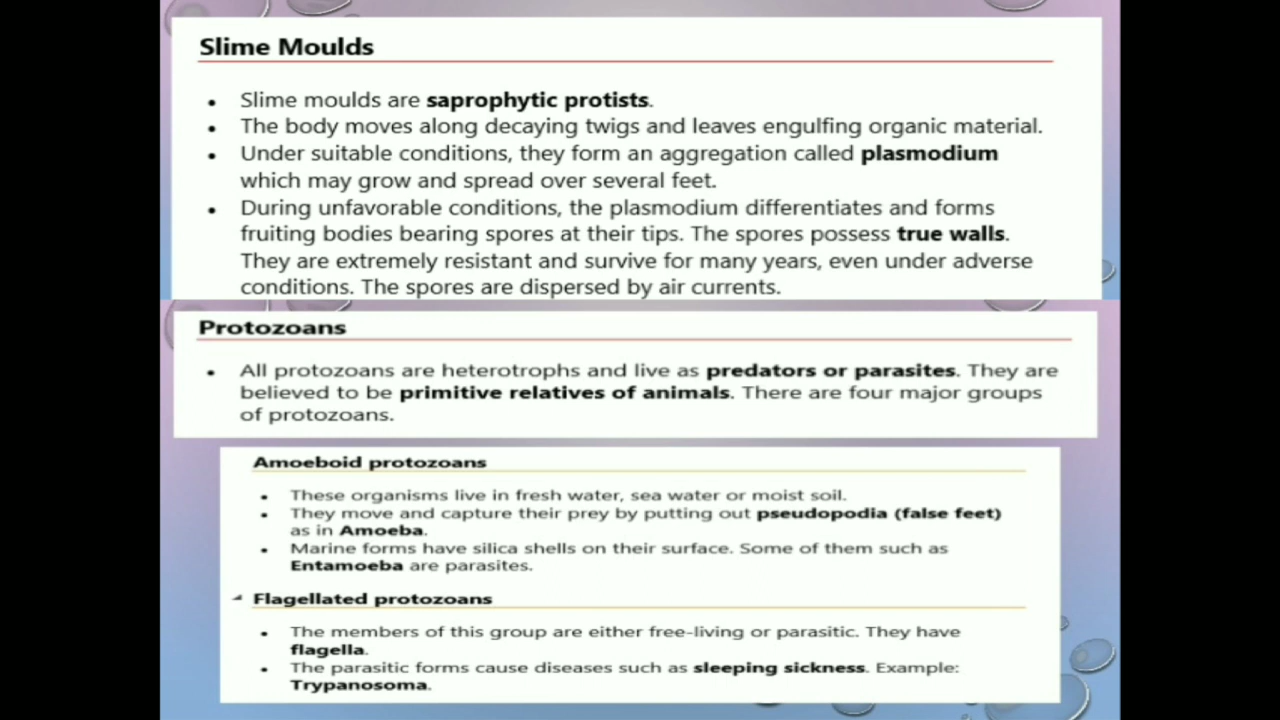 Slime Moulds
• Slime moulds are saprophytic protists.
• The body moves along decaying twigs and leaves engulfing organic material.
• Under suitable conditions, they form an aggregation called plasmodium
which may grow and spread over several feet.
• During unfavorable conditions, the plasmodium differentiates and forms
fruiting bodies bearing spores at their tips. The spores possess true walls.
They are extremely resistant and survive for many years, even under adverse
conditions. The spores are dispersed by air currents.
Protozoans
• All protozoans are heterotrophs and live as predators or parasites. They are
believed to be primitive relatives of animals. There are four major groups
of protozoans.
Amoeboid protozoans
• These organisms live in fresh water, sea water or moist soil.
• They move and capture their prey by putting out pseudopodia (false feet)
as in Amoeba.
• Marine forms have silica shells on their surface. Some of them such as
Entamoeba are parasites.
Flagellated protozoans
• The members of this group are either free-living or parasitic. They have
flagella.
• The parasitic forms cause diseases such as sleeping sickness. Example:
Trypanosoma.